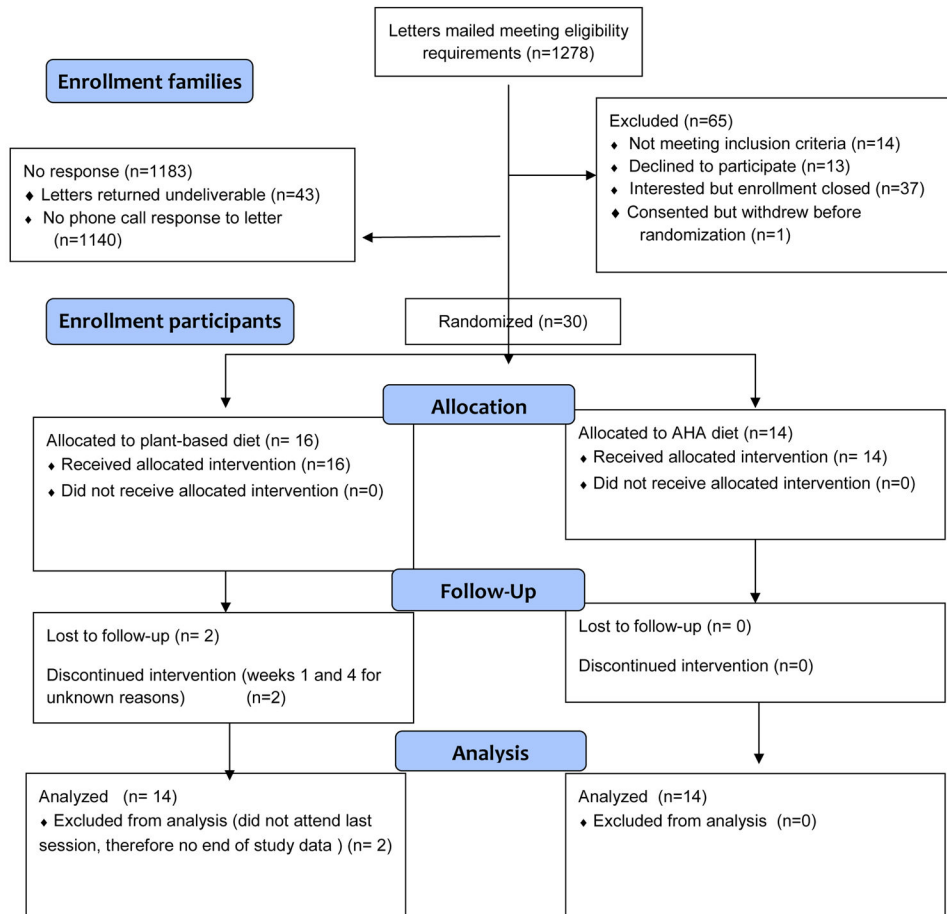 Letters mailed meeting eligibility
requirements (n=1278)
Enrollment families
Excluded (n=65)
♦ Not meeting inclusion criteria (n=14)
♦ Declined to participate (n=13)
♦ Interested but enrollment closed (n=37)
♦ Consented but withdrew before
randomization (n=1)
No response (n=1183)
♦ Letters returned undeliverable (n=43)
♦ No phone call response to letter
(n=1140)
Enrollment participants
Randomized (n=30)
Allocation
Allocated to plant-based diet (n= 16)
♦ Received allocated intervention (n=16)
♦ Did not receive allocated intervention (n=0)
Allocated to AHA diet (n=14)
♦ Received allocated intervention (n= 14)
♦ Did not receive allocated intervention (n=0)
Follow-Up
Lost to follow-up (n= 2)
Discontinued intervention (weeks 1 and 4 for
unknown reasons) (n=2)
Lost to follow-up (n= 0)
Discontinued intervention (n=0)
Analysis
Analyzed (n= 14)
♦ Excluded from analysis (did not attend last
session, therefore no end of study data ) (n= 2)
Analyzed (n=14)
♦ Excluded from analysis (n=0)